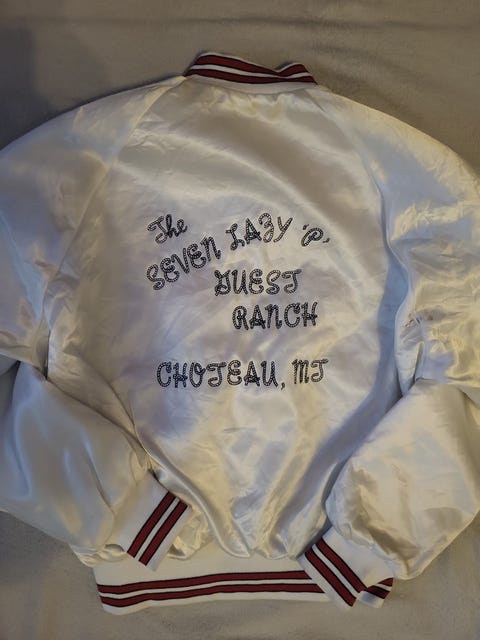 The
SEVEN LAZY 'P'
GUEST
RANCH
CHOTEAU, MT